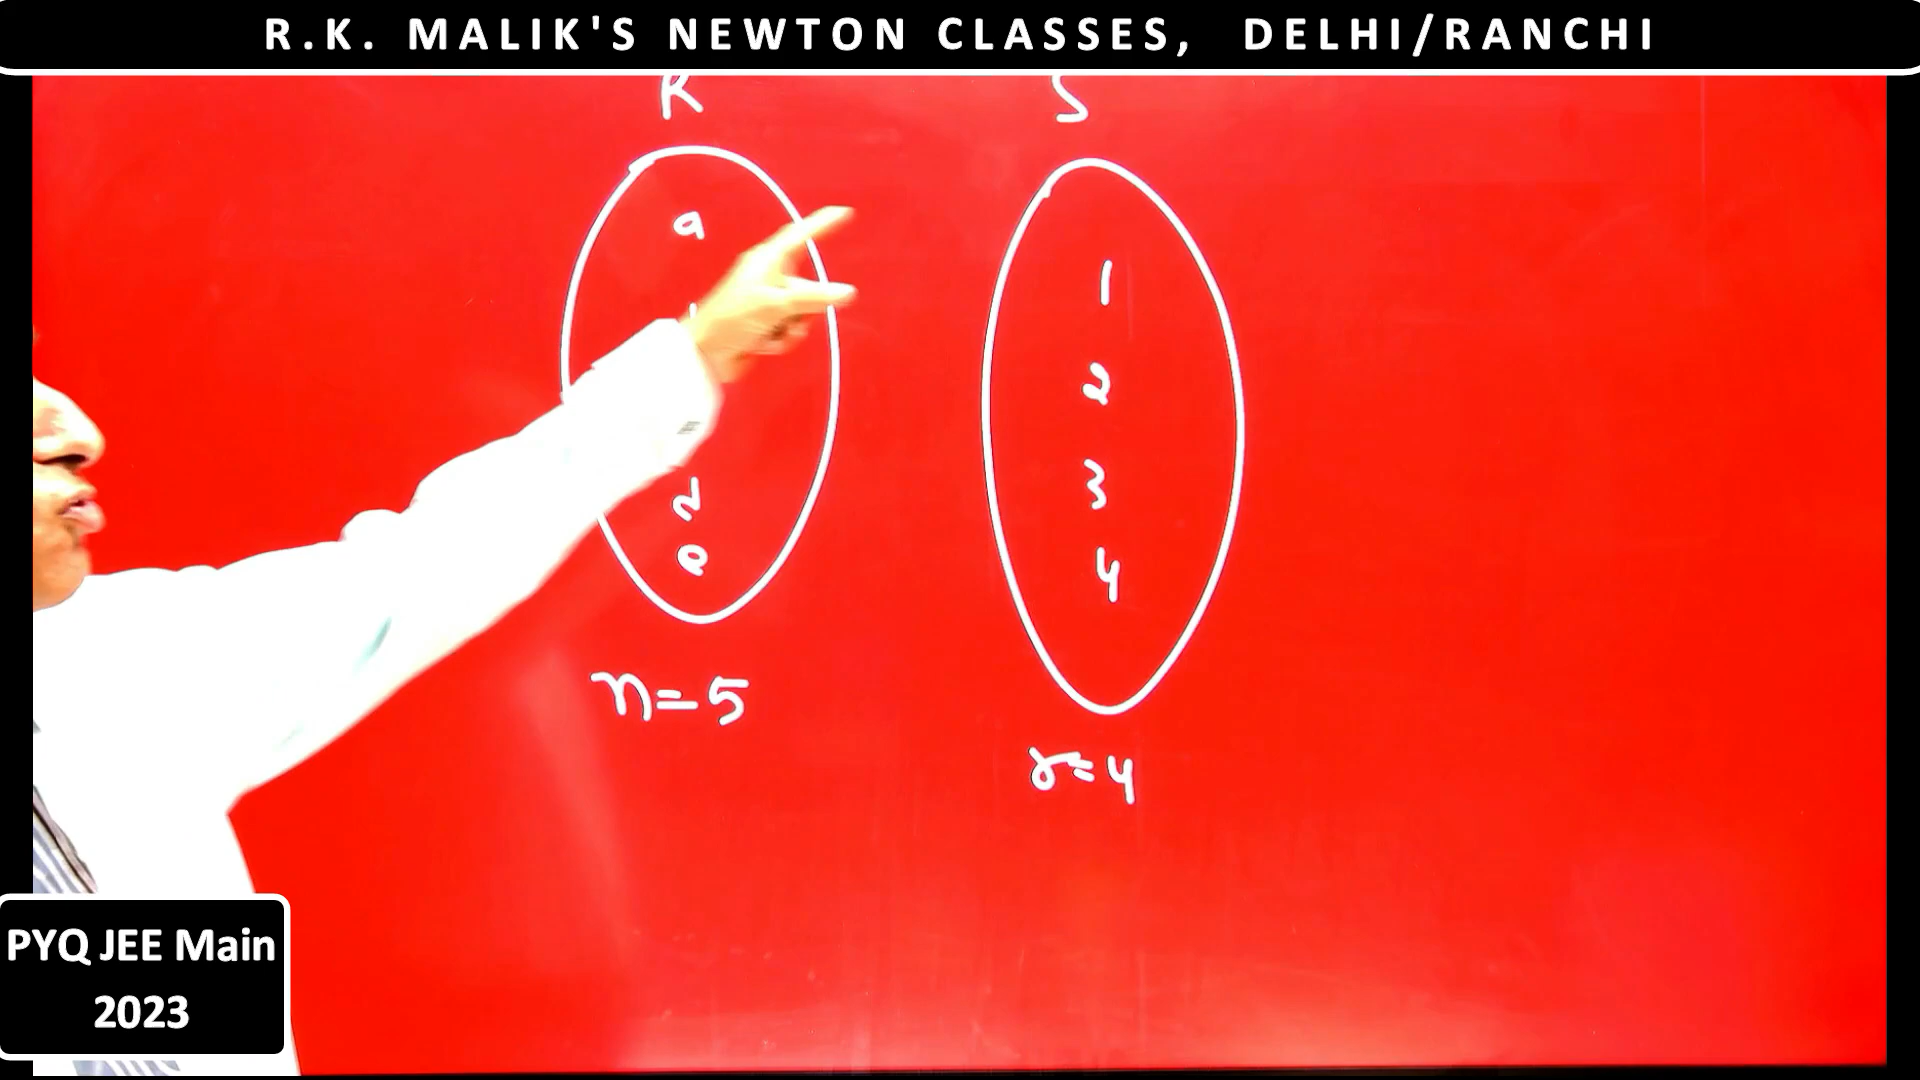 R.K. MALIK'S NEWTON CLASSES, DELHI/RANCHI
R S
a
1
2
3
4
d
e
n=5
r=4
PYQ JEE Main
2023